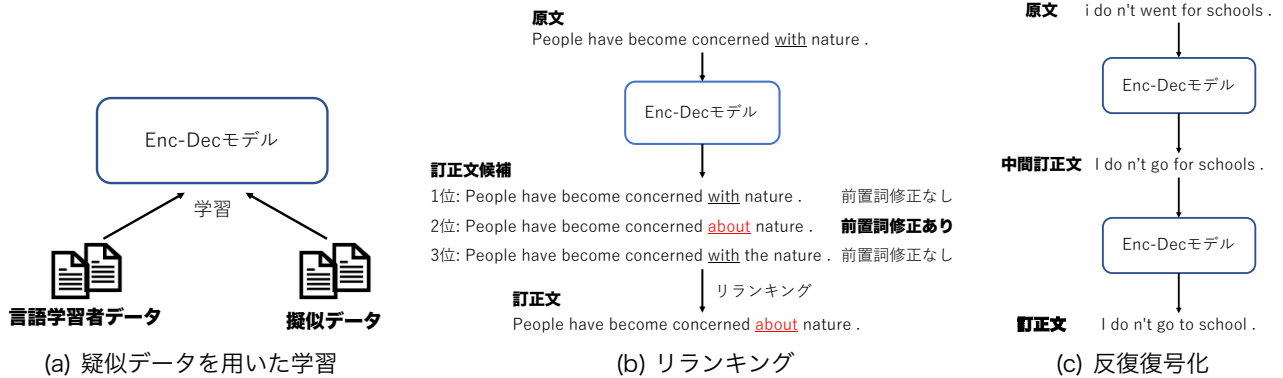 Enc-Decモデル
学習
言語学習者データ
擬似データ
(a) 疑似データを用いた学習
原文
People have become concerned with nature .
Enc-Decモデル
訂正文候補
1位: People have become concerned with nature . 前置詞修正なし
2位: People have become concerned about nature . 前置詞修正あり
3位: People have become concerned with the nature . 前置詞修正なし
リランキング
訂正文
People have become concerned about nature .
(b) リランキング
原文 i do n't went for schools .
Enc-Decモデル
中間訂正文 I do n't go for schools .
Enc-Decモデル
訂正文 I do n't go to school .
(c) 反復復号化